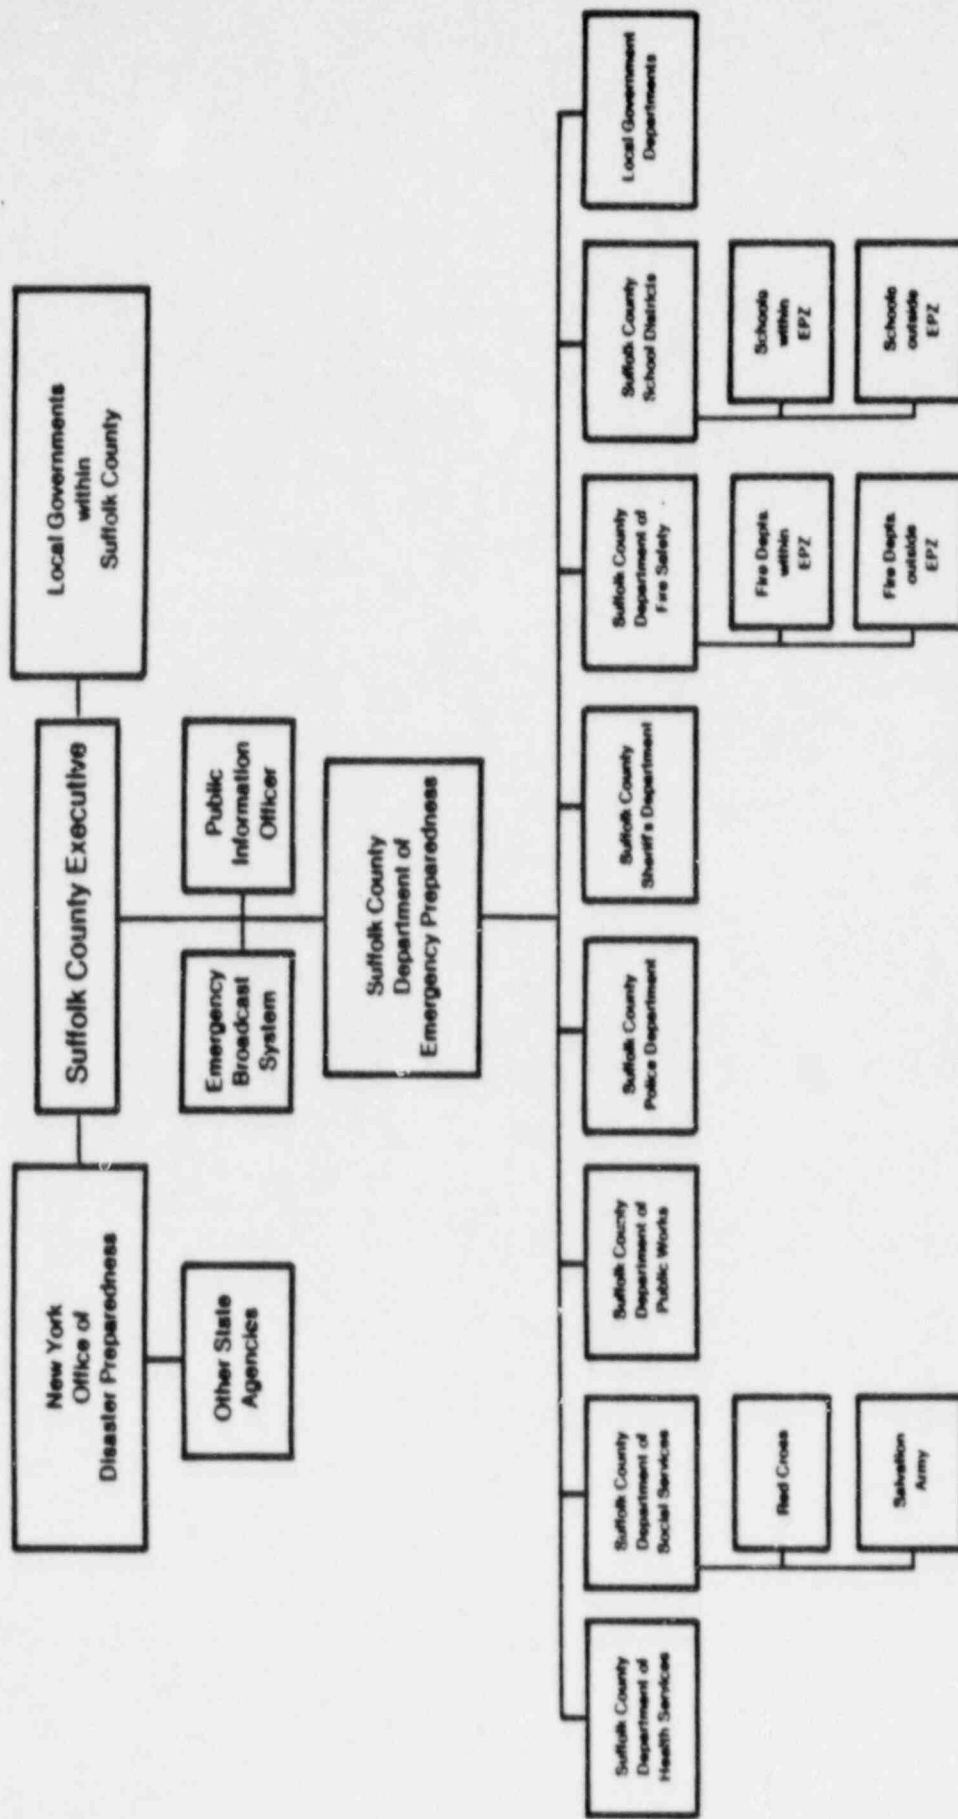 New York
Office of
Disaster Preparedness
Suffolk County Executive
Local Governments
within
Suffolk County
Other State
Agencies
Emergency
Broadcast
System
Public
Information
Officer
Suffolk County
Department of
Emergency Preparedness
Suffolk County
Department of
Health Services
Suffolk County
Department of
Social Services
Suffolk County
Department of
Public Works
Suffolk County
Police Department
Suffolk County
Sheriff's Department
Suffolk County
Department of
Fire Safety
Suffolk County
School Districts
Local Government
Departments
Red Cross
Fire Depts.
within
EPZ
Schools
within
EPZ
Salvation
Army
Fire Depts.
outside
EPZ
Schools
outside
EPZ